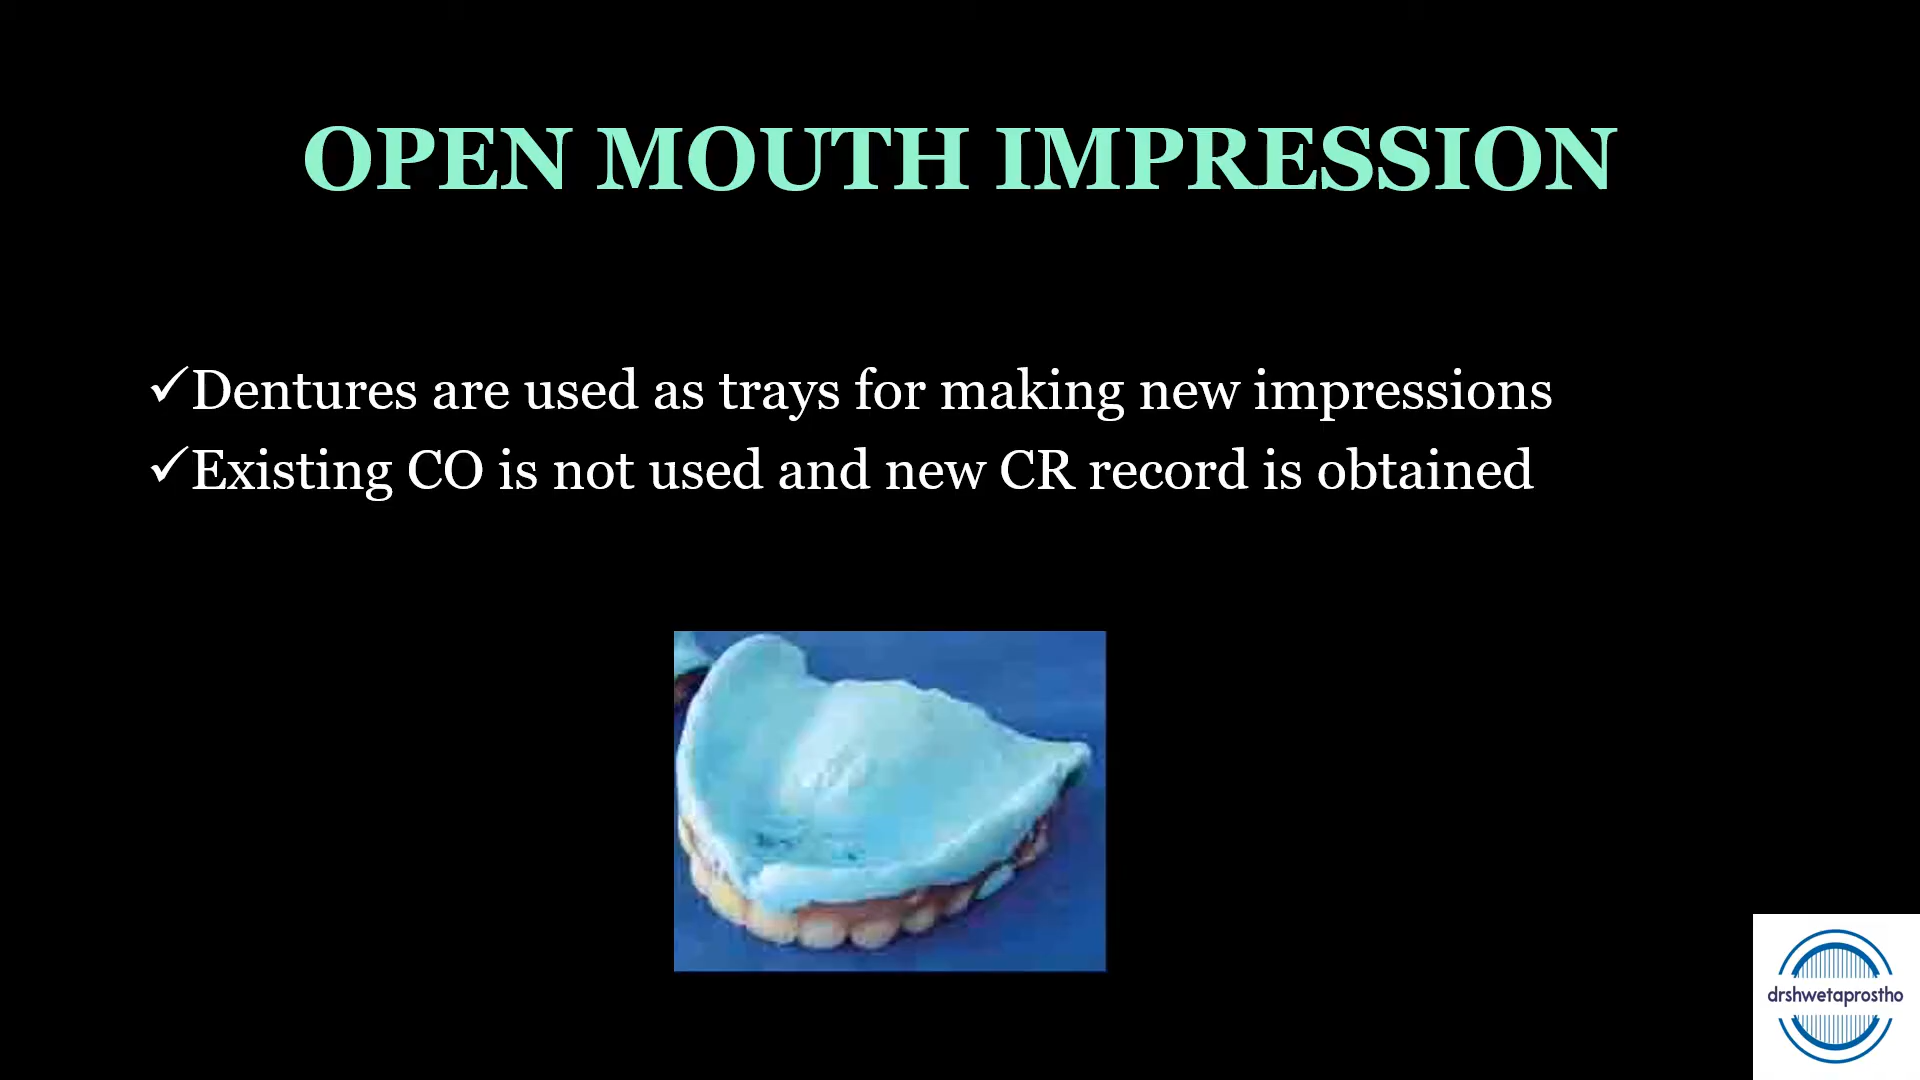 OPEN MOUTH IMPRESSION
✓Dentures are used as trays for making new impressions
✓Existing CO is not used and new CR record is obtained
drshwetaprostho